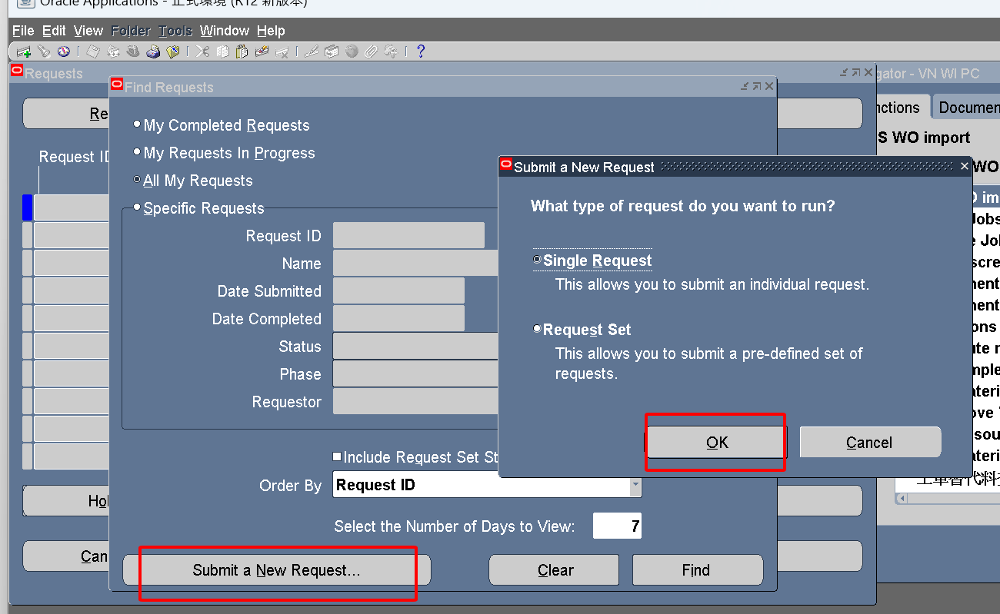 Oracle Applications - 正式環境 (R12 新版本)
File Edit View Folder Tools Window Help
Requests
Find Requests
gator - VN WI PC
Re
My Completed Requests
nctions
Documen
My Requests In Progress
S WO import
Request ID
Submit a New Request
WO
All My Requests
Specific Requests
What type of request do you want to run?
O im
Request ID
Jobs
Name
Single Request
e Jo
scre
This allows you to submit an individual request.
ment
Date Submitted
ment
Date Completed
Request Set
ons
Status
This allows you to submit a pre-defined set of
requests.
ute r
Phase
mple
ateri
Requestor
ove
sou
OK
Cancel
Include Request Set St
ateri
Order By
Request ID
工單替代料
Hol
Select the Number of Days to View:
7
Can
Submit a New Request...
Clear
Find